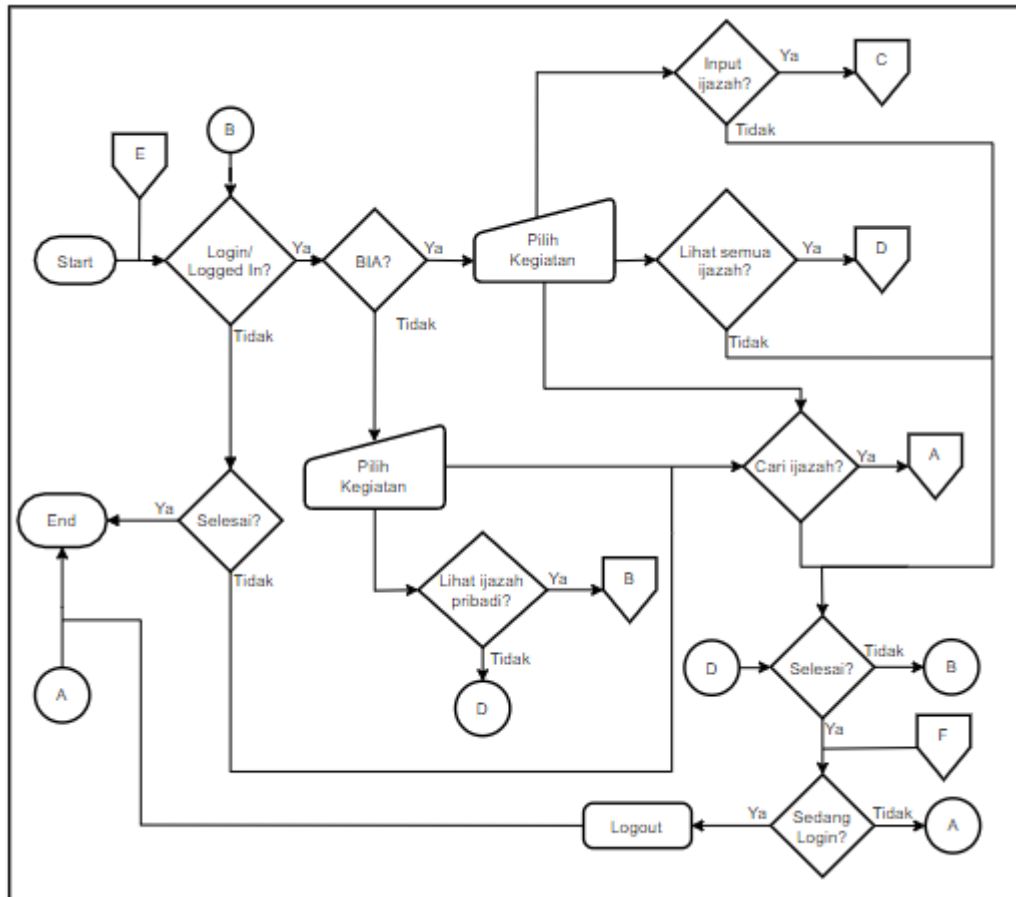 Input
ijazah?
Ya
C
Tidak
E
B
Start
Login/
Logged In?
Ya
BIA?
Ya
Pilih
Kegiatan
Lihat semua
ijazah?
Ya
D
Tidak
Tidak
Tidak
Pilih
Kegiatan
Cari ijazah?
Ya
A
End
Ya
Selesai?
Tidak
Lihat ijazah
pribadi?
Ya
B
Tidak
D
A
D
Selesai?
Tidak
B
Ya
F
Logout
Ya
Sedang
Login?
Tidak
A